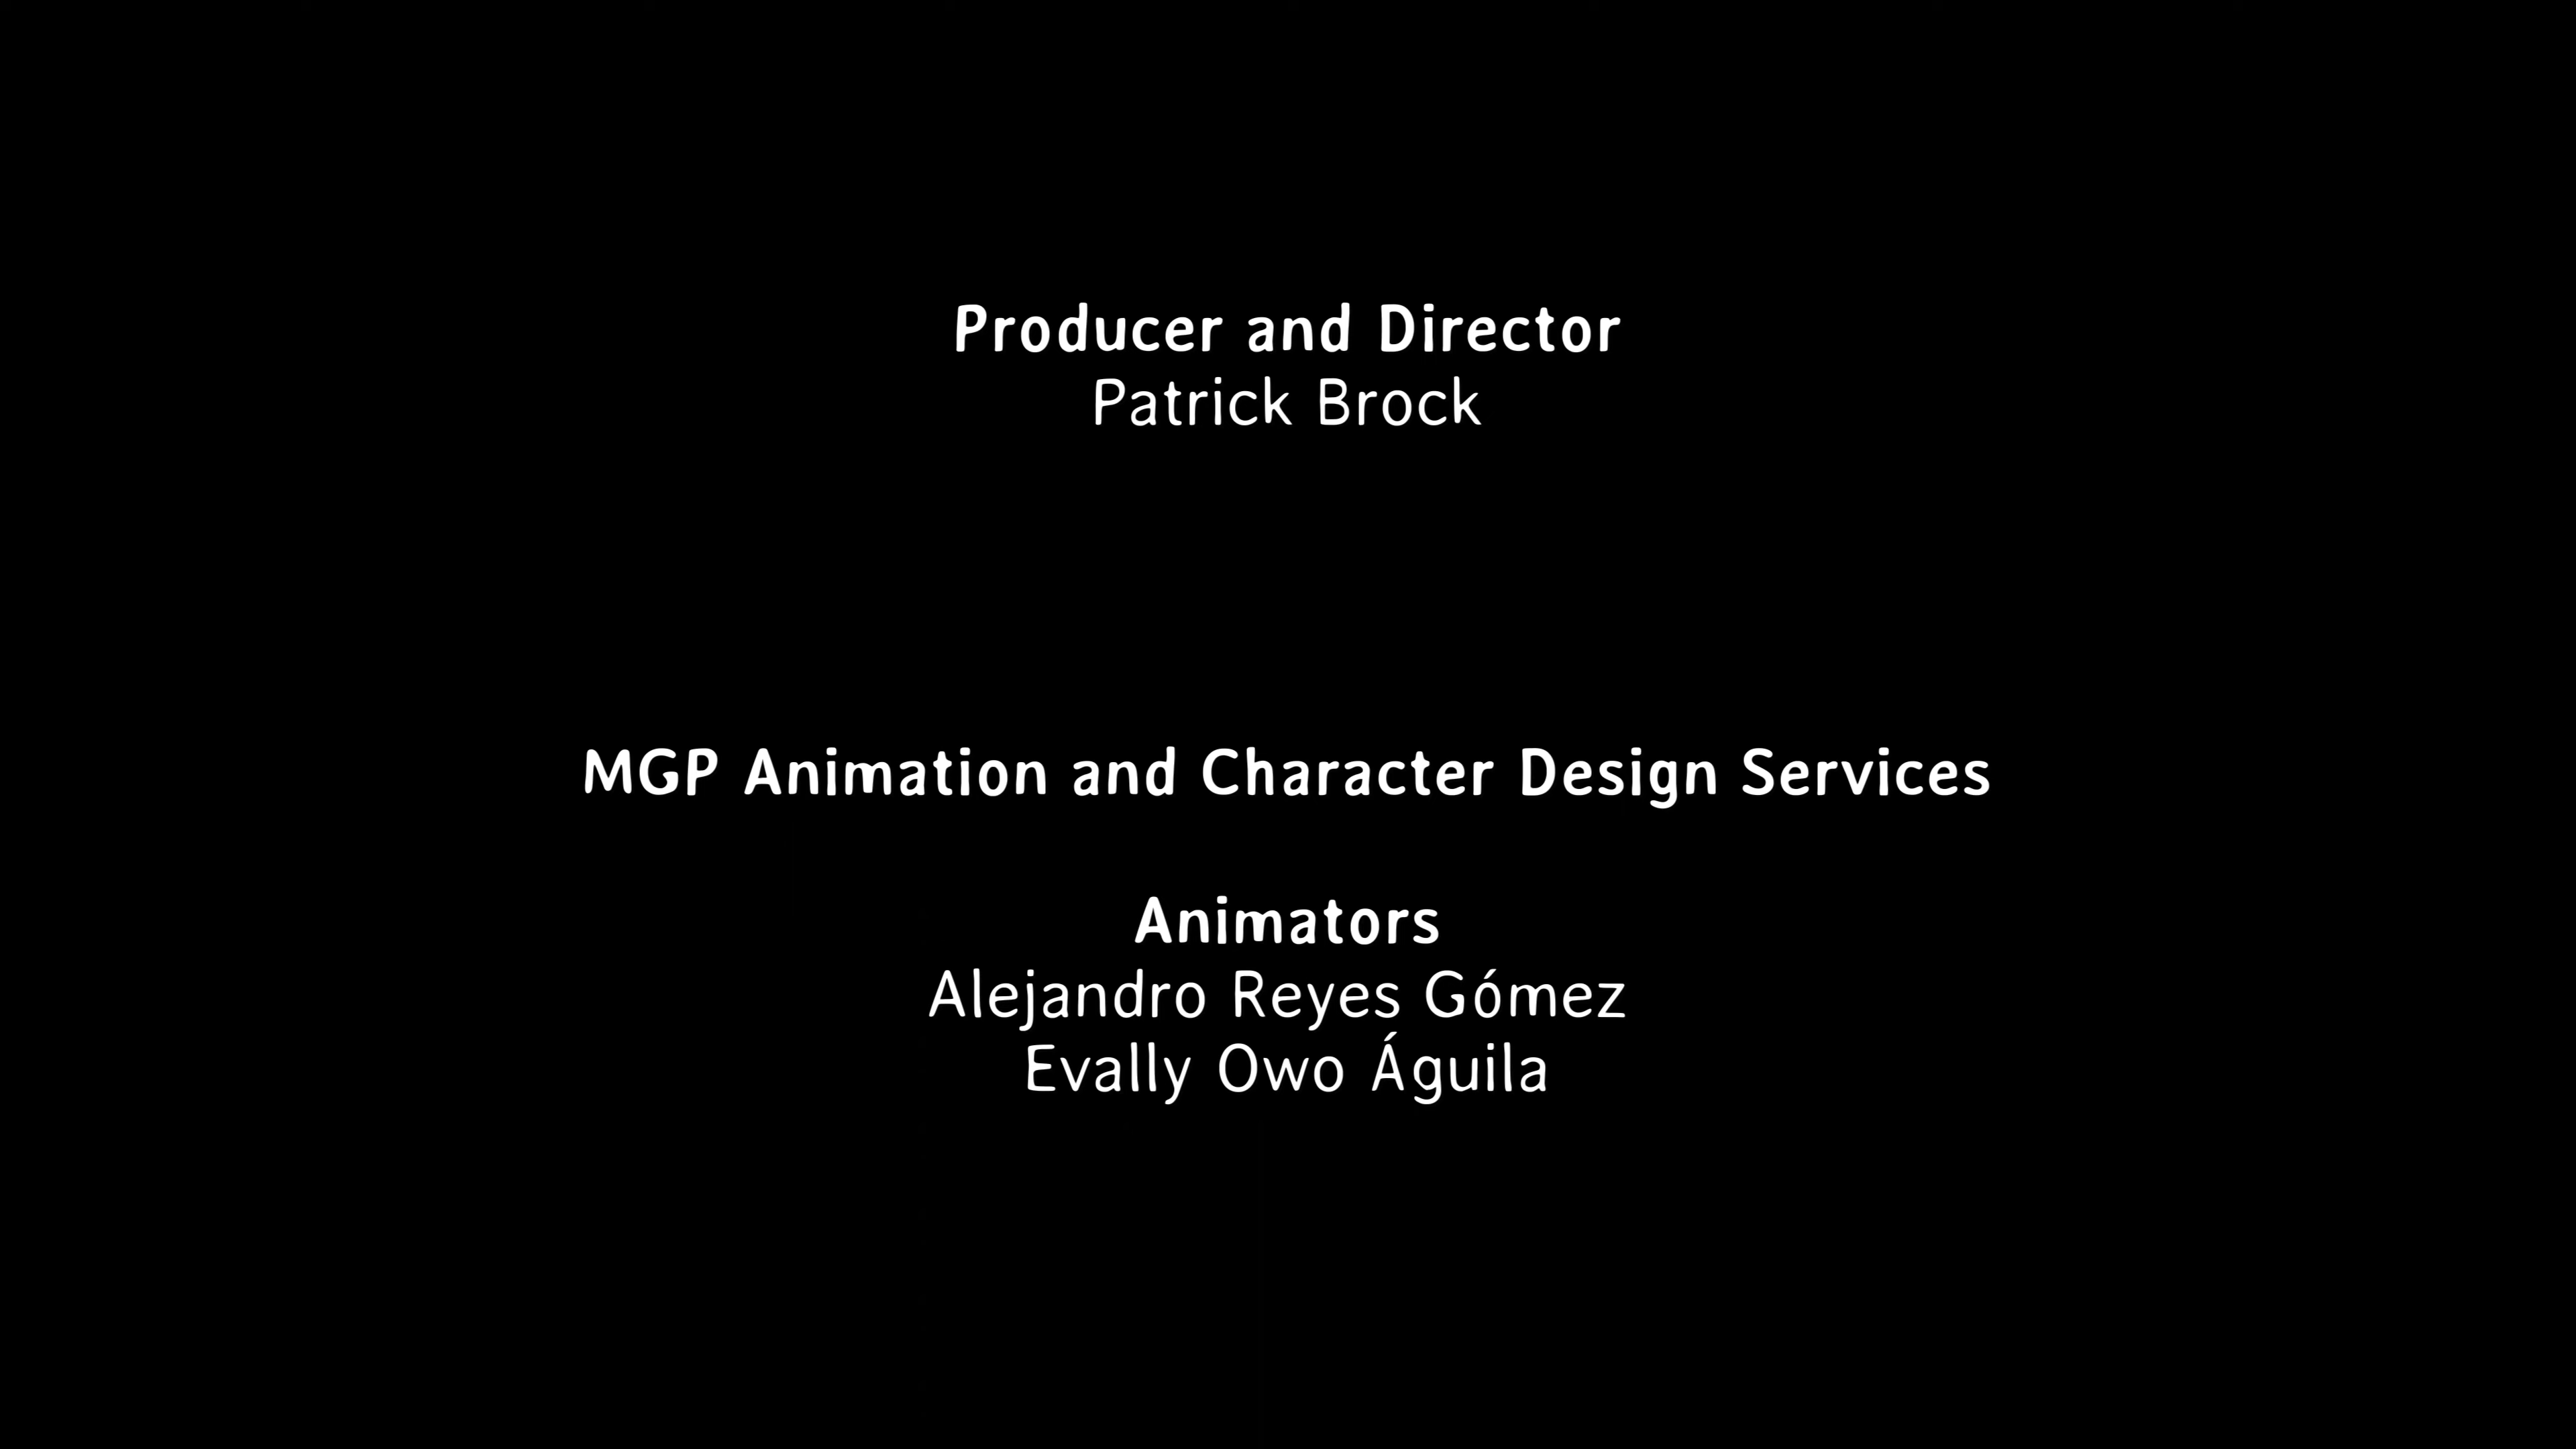 Producer and Director
Patrick Brock
MGP Animation and Character Design Services
Animators
Alejandro Reyes Gómez
Evally Owo Águila